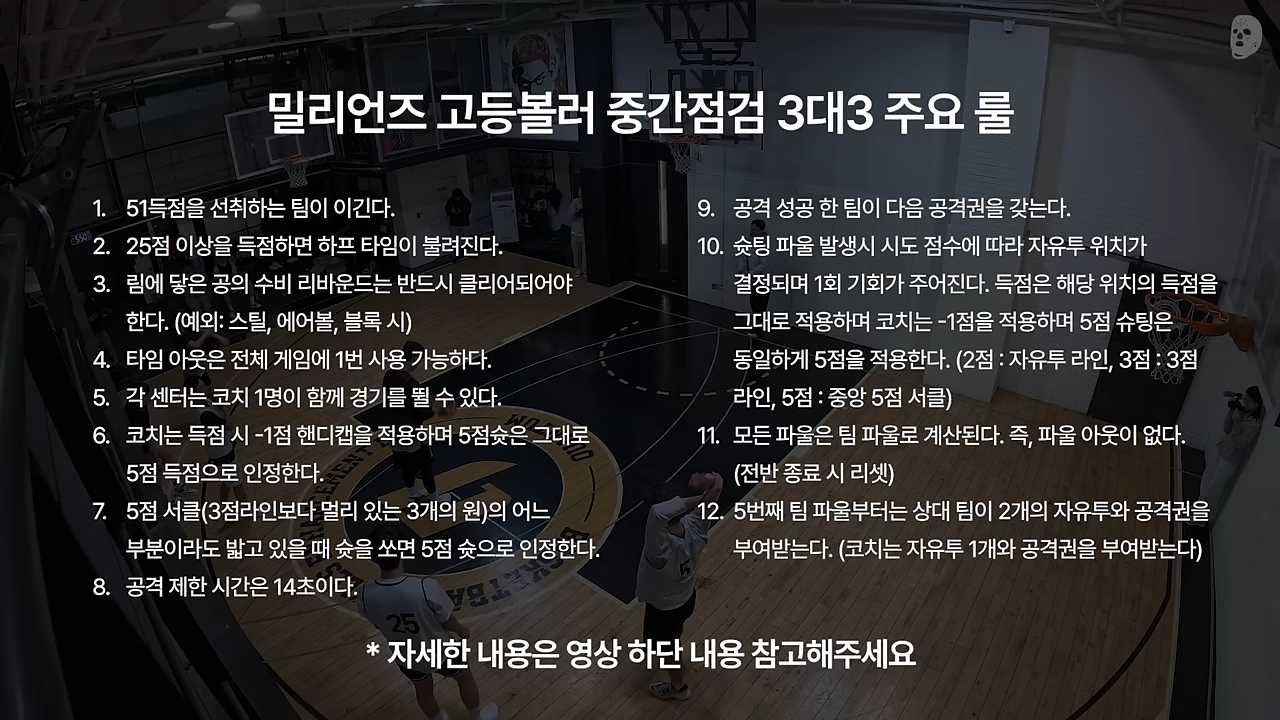 밀리언즈 고등볼러 중간점검 3대3 주요 룰
1. 51득점을 선취하는 팀이 이긴다.
2. 25점 이상을 득점하면 하프 타임이 불려진다.
3. 림에 닿은 공의 수비 리바운드는 반드시 클리어되어야
한다. (예외: 스틸, 에어볼, 블록 시)
4. 타임 아웃은 전체 게임에 1번 사용 가능하다.
5. 각 센터는 코치 1명이 함께 경기를 뛸 수 있다.
6. 코치는 득점 시 -1점 핸디캡을 적용하며 5점슛은 그대로
5점 득점으로 인정한다.
7. 5점 서클(3점라인보다 멀리 있는 3개의 원)의 어느
부분이라도 밟고 있을 때 슛을 쏘면 5점 슛으로 인정한다.
8. 공격 제한 시간은 14초이다.
9. 공격 성공 한 팀이 다음 공격권을 갖는다.
10. 슛팅 파울 발생시 시도 점수에 따라 자유투 위치가
결정되며 1회 기회가 주어진다. 득점은 해당 위치의 득점을
그대로 적용하며 코치는 -1점을 적용하며 5점 슈팅은
동일하게 5점을 적용한다. (2점 : 자유투 라인, 3점 : 3점
라인, 5점 : 중앙 5점 서클)
11. 모든 파울은 팀 파울로 계산된다. 즉, 파울 아웃이 없다.
(전반 종료 시 리셋)
12. 5번째 팀 파울부터는 상대 팀이 2개의 자유투와 공격권을
부여받는다. (코치는 자유투 1개와 공격권을 부여받는다)
* 자세한 내용은 영상 하단 내용 참고해주세요
25
5